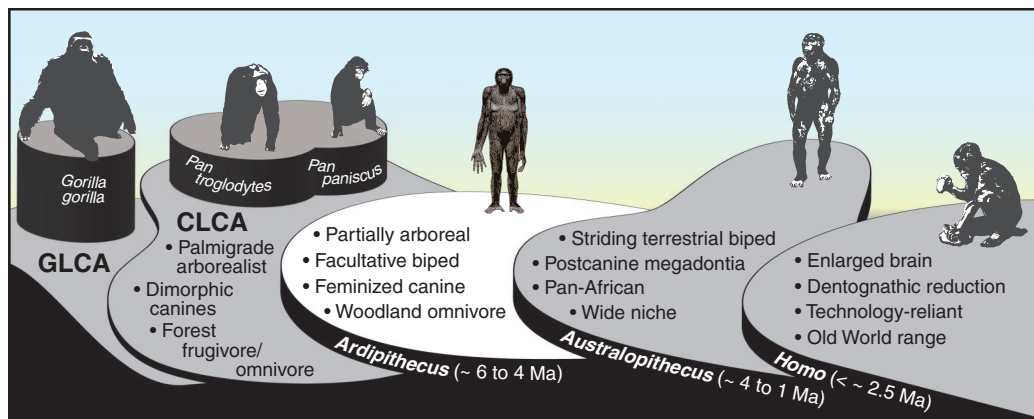 Gorilla
gorilla
GLCA
Pan
troglodytes
Pan
paniscus
CLCA
• Palmigrade
arborealist
• Dimorphic
canines
• Forest
frugivore/
omnivore
• Partially arboreal
• Facultative biped
• Feminized canine
• Woodland omnivore
Ardipithecus (~ 6 to 4 Ma)
• Striding terrestrial biped
• Postcanine megadontia
• Pan-African
• Wide niche
Australopithecus (~ 4 to 1 Ma)
• Enlarged brain
• Dentognathic reduction
• Technology-reliant
• Old World range
Homo (< ~ 2.5 Ma)